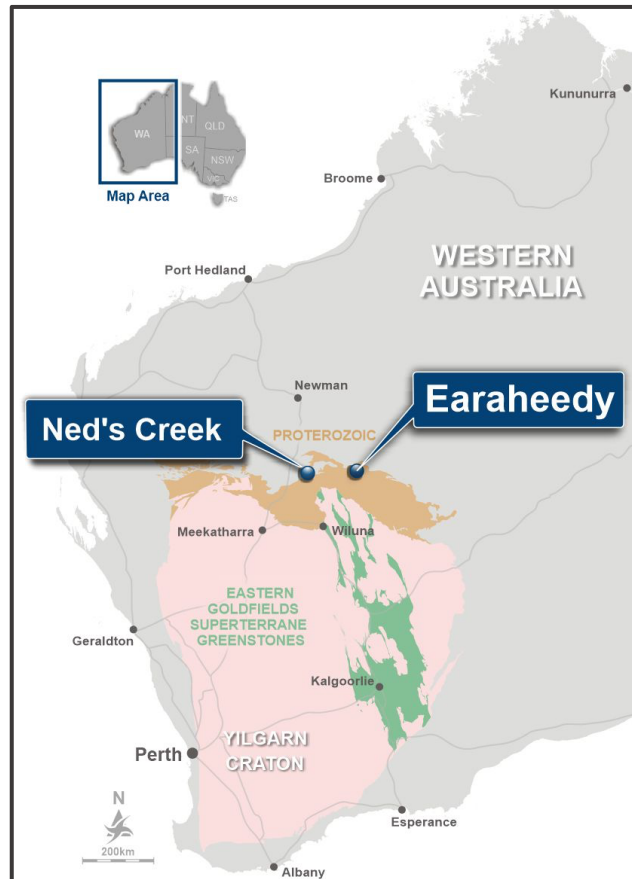 WA
NT
QLD
SA
NSW
VIC
TAS
Map Area
Kununurra
Broome
WESTERN
AUSTRALIA
Port Hedland
Newman
Ned's Creek
Earaheedy
PROTEROZOIC
Meekatharra
Wiluna
EASTERN
GOLDFIELDS
SUPERTERRANE
GREENSTONES
Geraldton
Kalgoorlie
Perth
YILGARN
CRATON
N
200km
Esperance
Albany